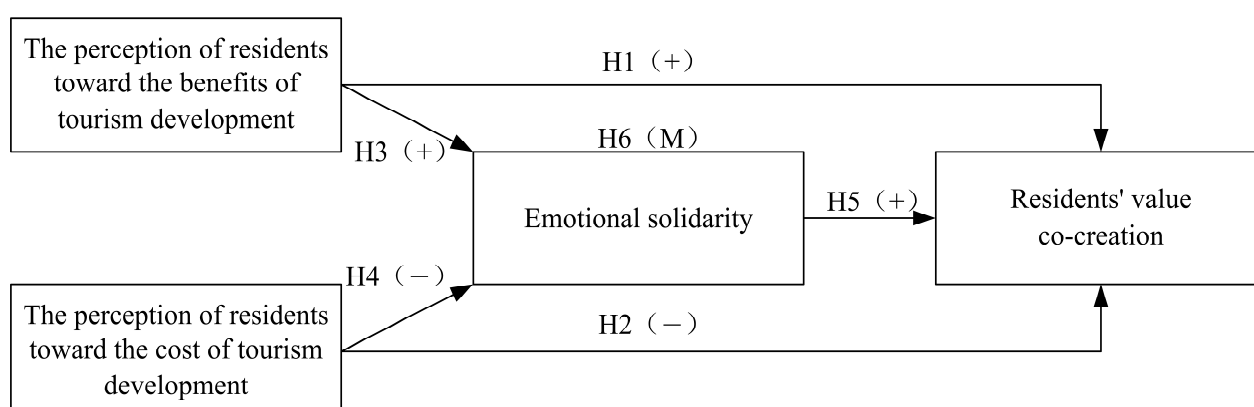 The perception of residents
toward the benefits of
tourism development
H1（+）
H3（+）
H6（M）
Emotional solidarity
H5（+）
Residents' value
co-creation
H4（－）
The perception of residents
toward the cost of tourism
development
H2（－）